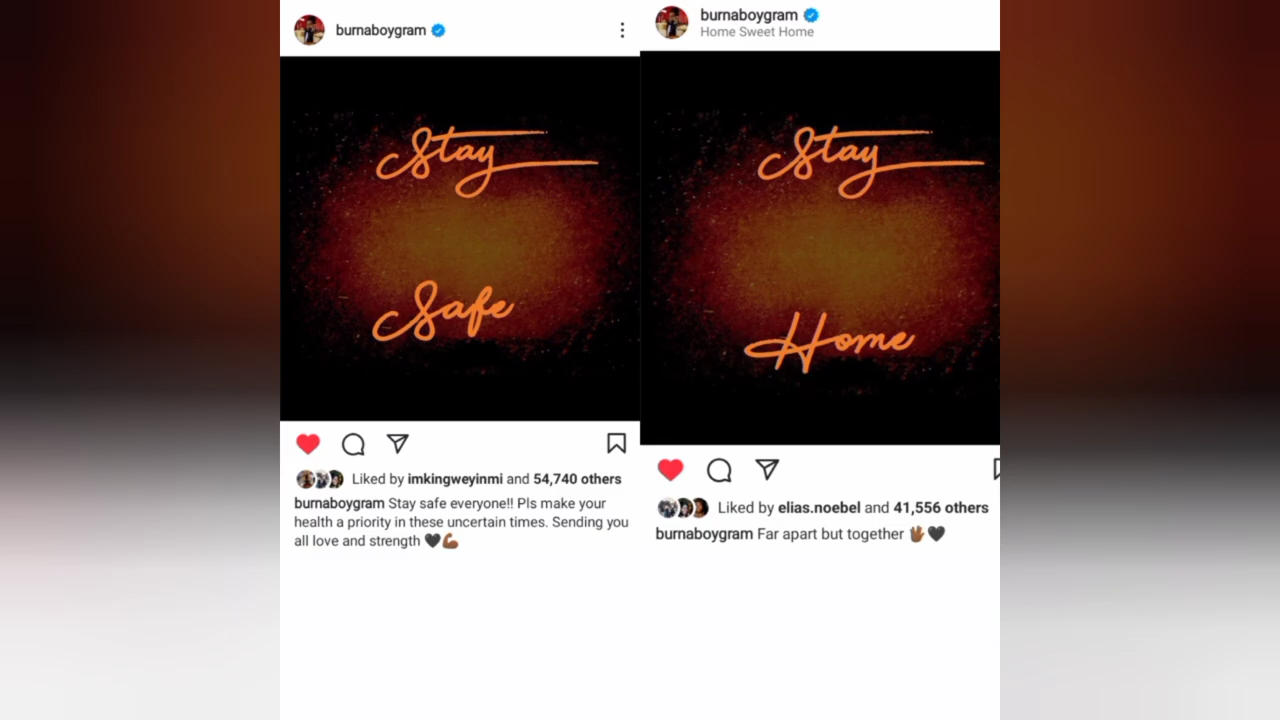 burnaboygram
Stay
Safe
Liked by imkingweyinmi and 54,740 others
burnaboygram Stay safe everyone!! Pls make your
health a priority in these uncertain times. Sending you
all love and strength 🖤💪🏾
burnaboygram
Home Sweet Home
Stay
Home
Liked by elias.noebel and 41,556 others
burnaboygram Far apart but together 🖖🏾🖤